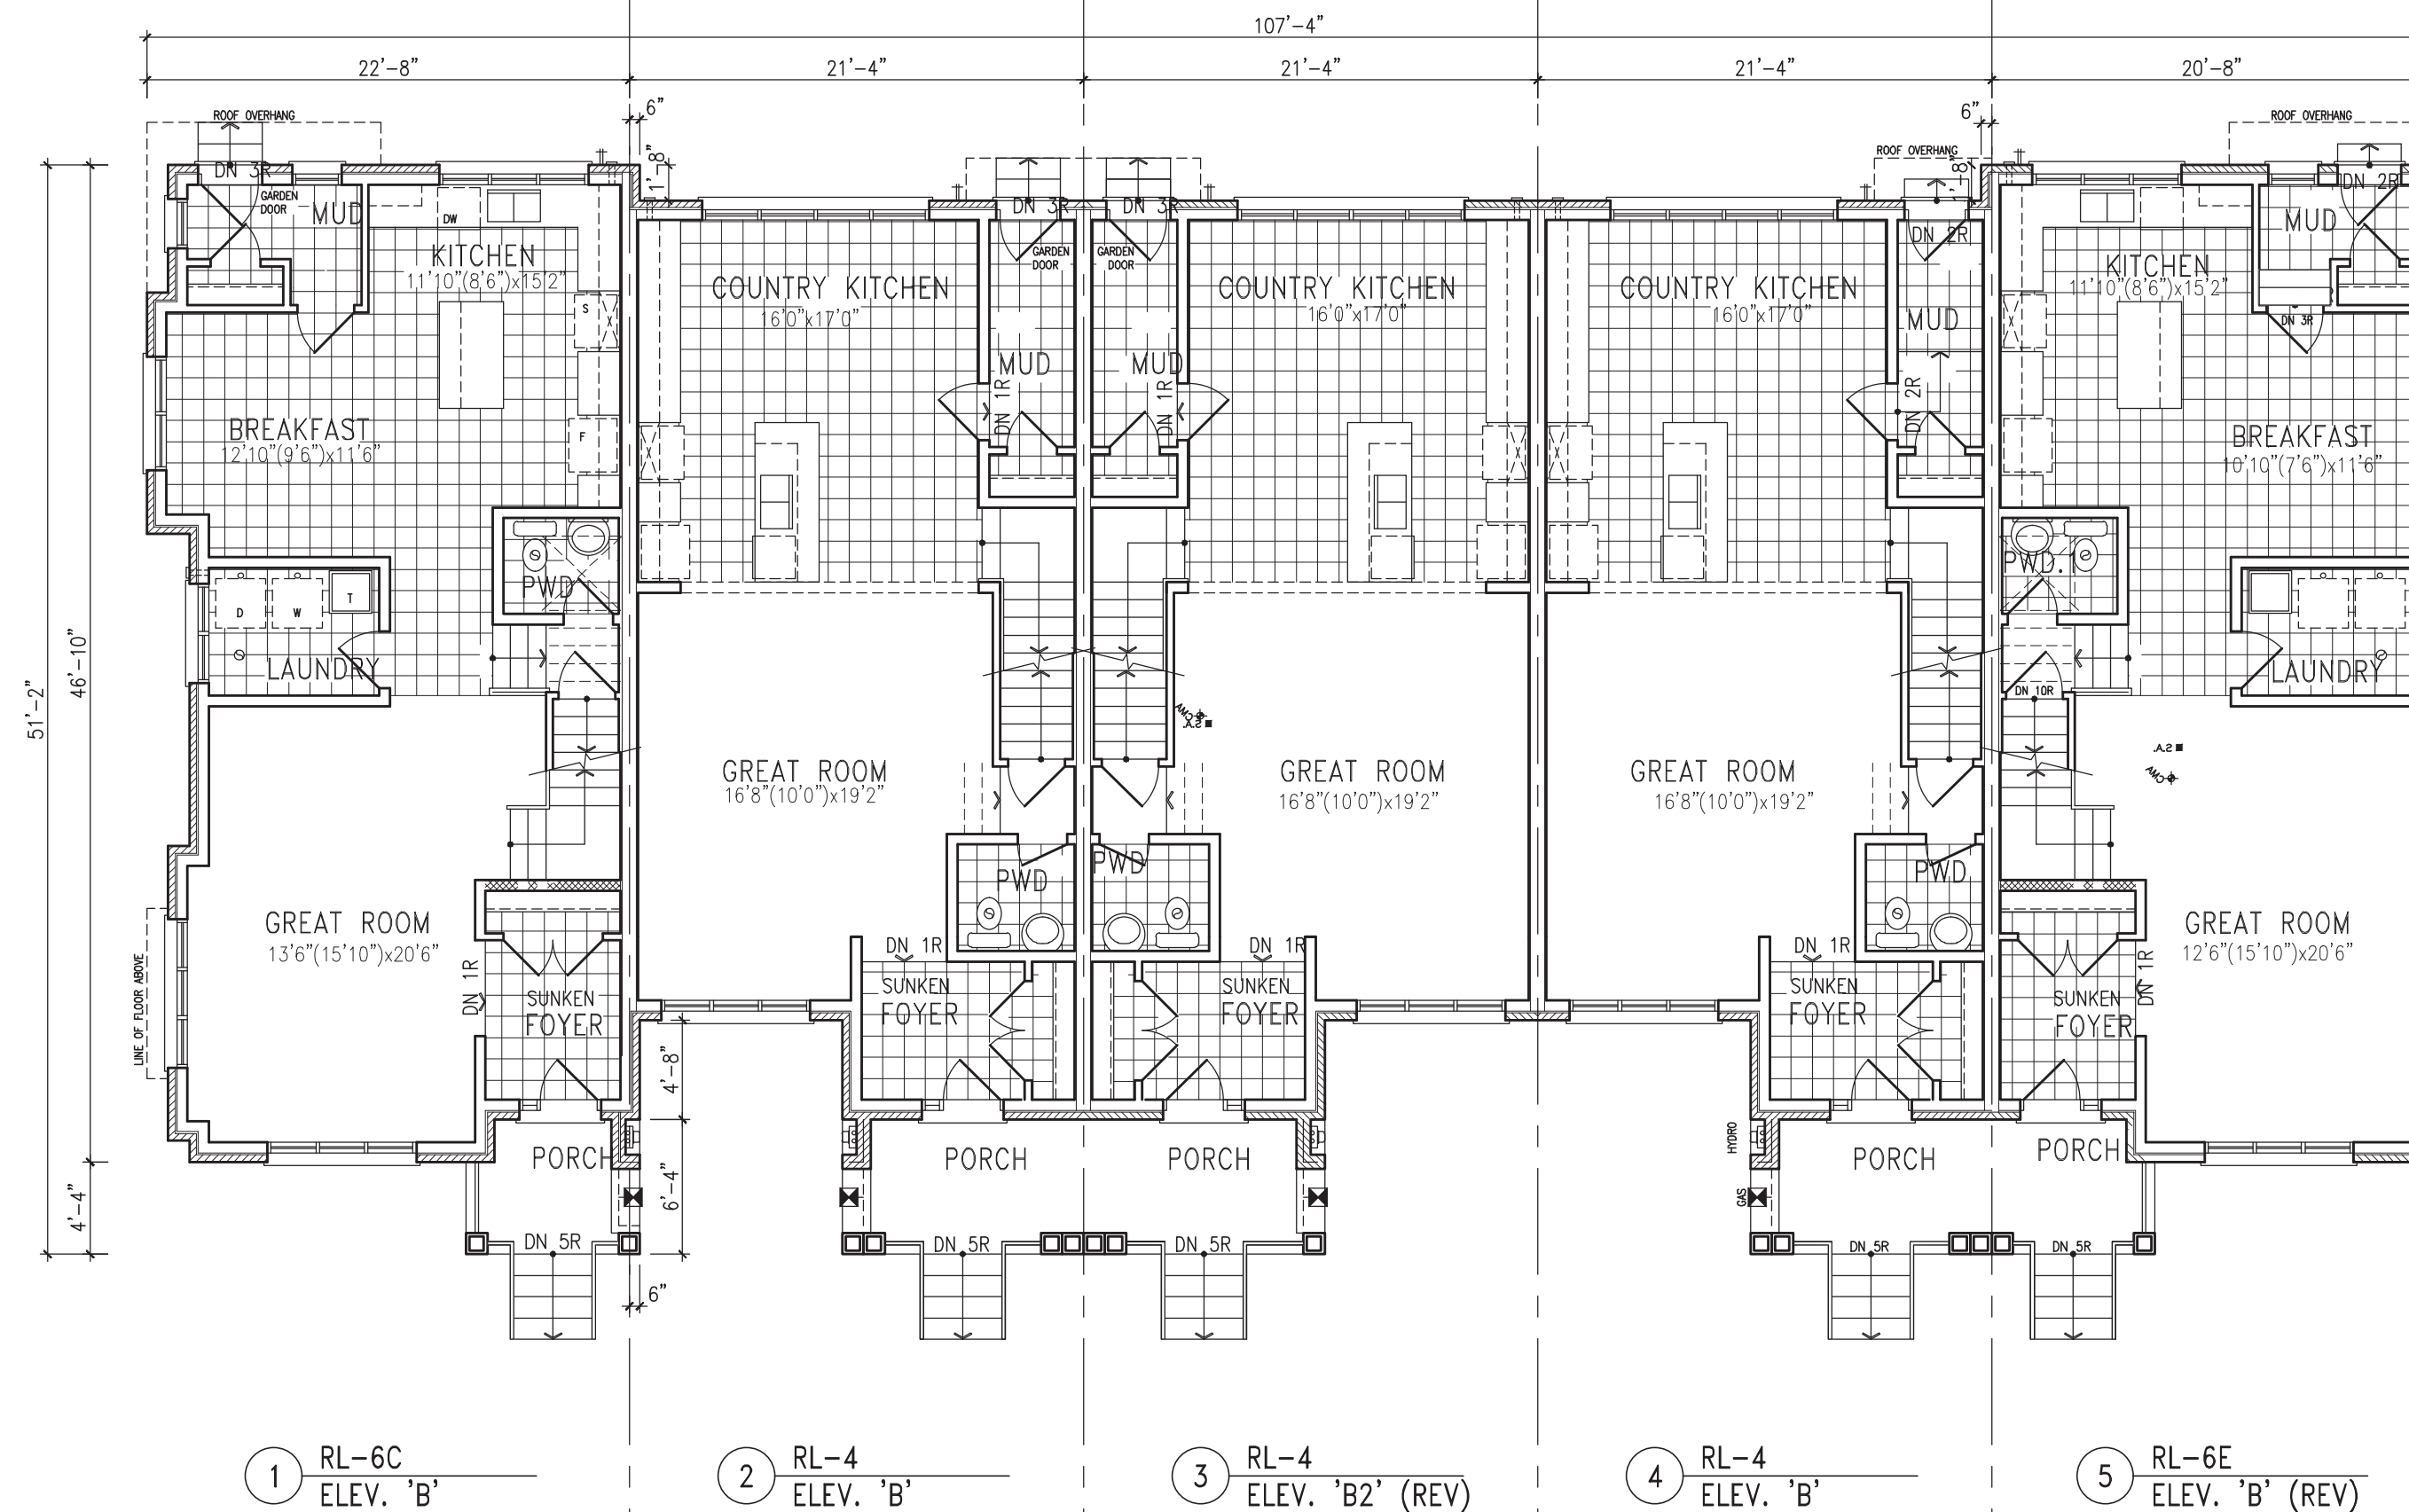 107'-4"
22'-8"
21'-4"
21'-4"
21'-4"
20'-8"
ROOF OVERHANG
6"
1'-8"
ROOF OVERHANG
6"
1'-8"
ROOF OVERHANG
DN 3R
GARDEN
DOOR
MUD
DW
KITCHEN
11'10"(8'6")x15'2"
S
F
BREAKFAST
12'10"(9'6")x11'6"
PWD
D
W
T
LAUNDRY
GREAT ROOM
13'6"(15'10")x20'6"
LINE OF FLOOR ABOVE
DN 1R
SUNKEN
FOYER
PORCH
DN 5R
51'-2"
46'-10"
4'-4"
4'-8"
6'-4"
6"
DN 3R
GARDEN
DOOR
COUNTRY KITCHEN
16'0"x17'0"
MUD
DN 1R
GREAT ROOM
16'8"(10'0")x19'2"
PWD
DN 1R
SUNKEN
FOYER
PORCH
DN 5R
DN 3R
GARDEN
DOOR
COUNTRY KITCHEN
16'0"x17'0"
MUD
DN 1R
CMA
S.A.
GREAT ROOM
16'8"(10'0")x19'2"
PWD
DN 1R
SUNKEN
FOYER
PORCH
DN 5R
DN 2R
COUNTRY KITCHEN
16'0"x17'0"
MUD
DN 2R
GREAT ROOM
16'8"(10'0")x19'2"
PWD
DN 1R
SUNKEN
FOYER
HYDRO
GAS
PORCH
DN 5R
DN 2R
MUD
KITCHEN
11'10"(8'6")x15'2"
DN 3R
BREAKFAST
10'10"(7'6")x11'6"
PWD.
LAUNDRY
DN 10R
S.A.
CMA
GREAT ROOM
12'6"(15'10")x20'6"
DN 1R
SUNKEN
FOYER
PORCH
DN 5R
1 RL-6C
ELEV. 'B'
2 RL-4
ELEV. 'B'
3 RL-4
ELEV. 'B2' (REV)
4 RL-4
ELEV. 'B'
5 RL-6E
ELEV. 'B' (REV)